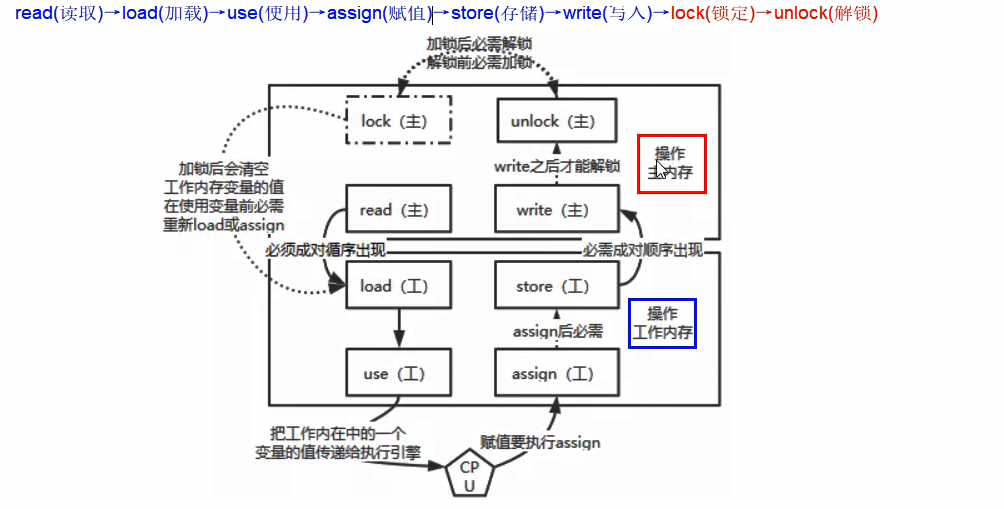 read(读取)→load(加载)→use(使用)→assign(赋值)→store(存储)→write(写入)→lock(锁定)→unlock(解锁)
加锁后必需解锁
解锁前必需加锁
lock（主）
unlock（主）
操作
主内存
write之后才能解锁
加锁后会清空
工作内存变量的值
在使用变量前必需
重新load或assign
read（主）
write（主）
必须成对循序出现
必需成对顺序出现
load（工）
store（工）
操作
工作内存
assign后必需
use（工）
assign（工）
把工作内在中的一个
变量的值传递给执行引擎
赋值要执行assign
CP
U